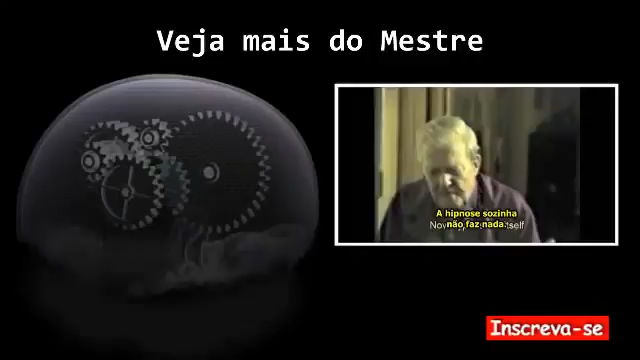 Veja mais do Mestre
A hipnose sozinha
não faz nada.
Inscreva-se